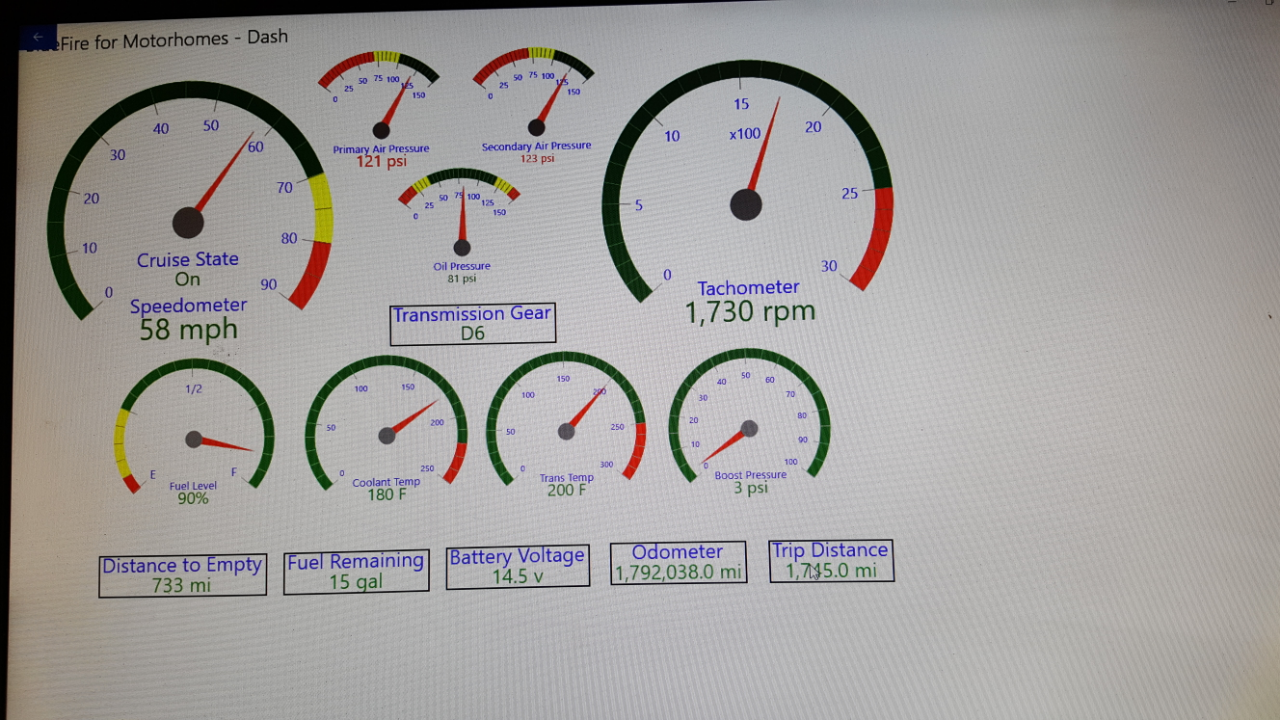 Fire for Motorhomes - Dash
0 10 20 30 40 50 60 70 80 90
Cruise State
On
Speedometer
58 mph
0 25 50 75 100 125 150
Primary Air Pressure
121 psi
0 25 50 75 100 125 150
Secondary Air Pressure
123 psi
0 25 50 75 100 125 150
Oil Pressure
81 psi
Transmission Gear
D6
0 5 10 15 20 25 30
x100
Tachometer
1,730 rpm
E 1/2 F
Fuel Level
90%
0 50 100 150 200 250
Coolant Temp
180 F
0 50 100 150 200 250 300
Trans Temp
200 F
0 10 20 30 40 50 60 70 80 90 100
Boost Pressure
3 psi
Distance to Empty
733 mi
Fuel Remaining
15 gal
Battery Voltage
14.5 v
Odometer
1,792,038.0 mi
Trip Distance
1,745.0 mi